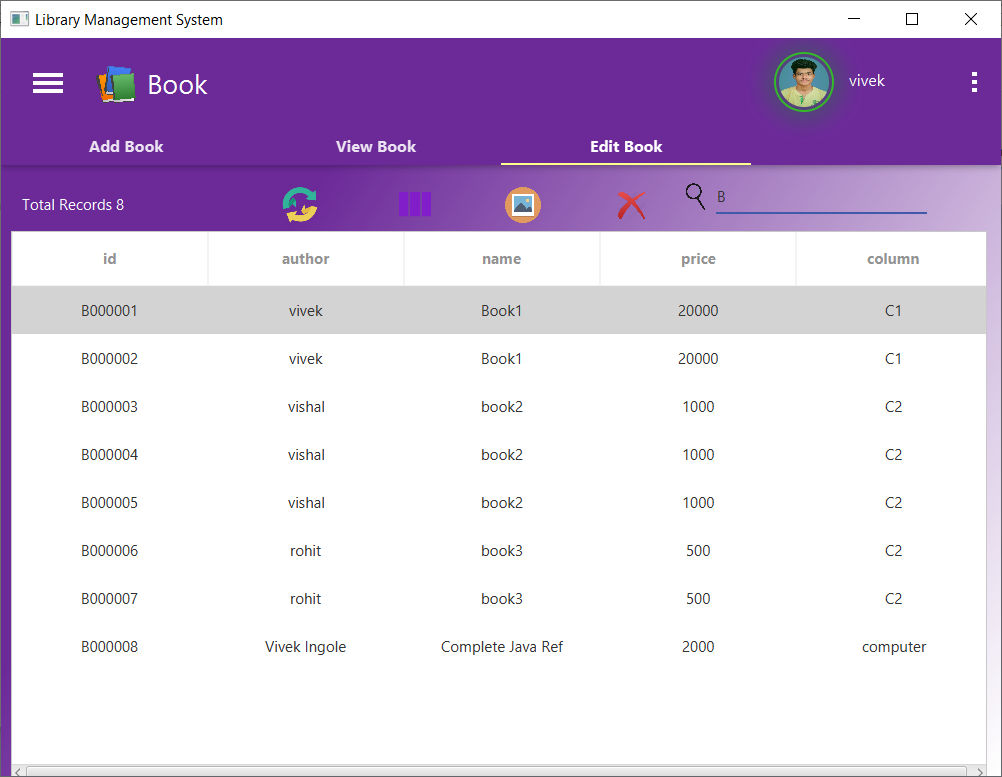 Library Management System
Book
vivek
Add Book View Book Edit Book
Total Records 8 B
id author name price column
B000001 vivek Book1 20000 C1
B000002 vivek Book1 20000 C1
B000003 vishal book2 1000 C2
B000004 vishal book2 1000 C2
B000005 vishal book2 1000 C2
B000006 rohit book3 500 C2
B000007 rohit book3 500 C2
B000008 Vivek Ingole Complete Java Ref 2000 computer